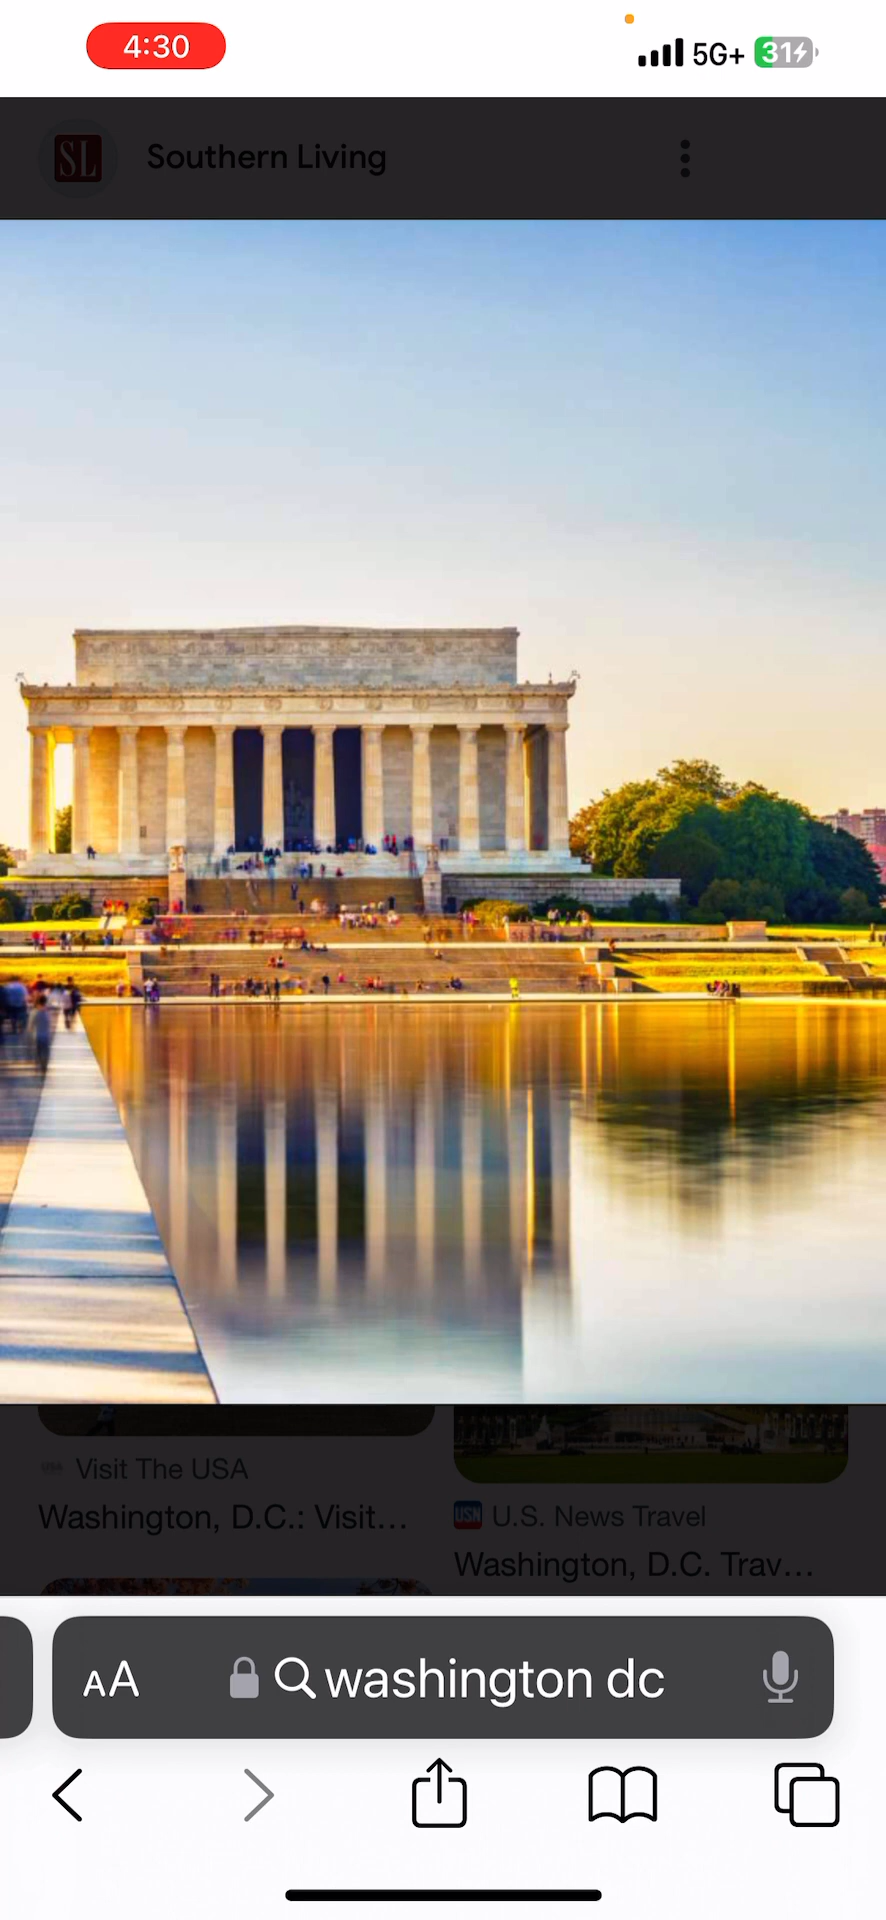 4:30
5G+ 31
SL Southern Living
Visit The USA
Washington, D.C.: Visit...
USN U.S. News Travel
Washington, D.C. Trav...
AA washington dc